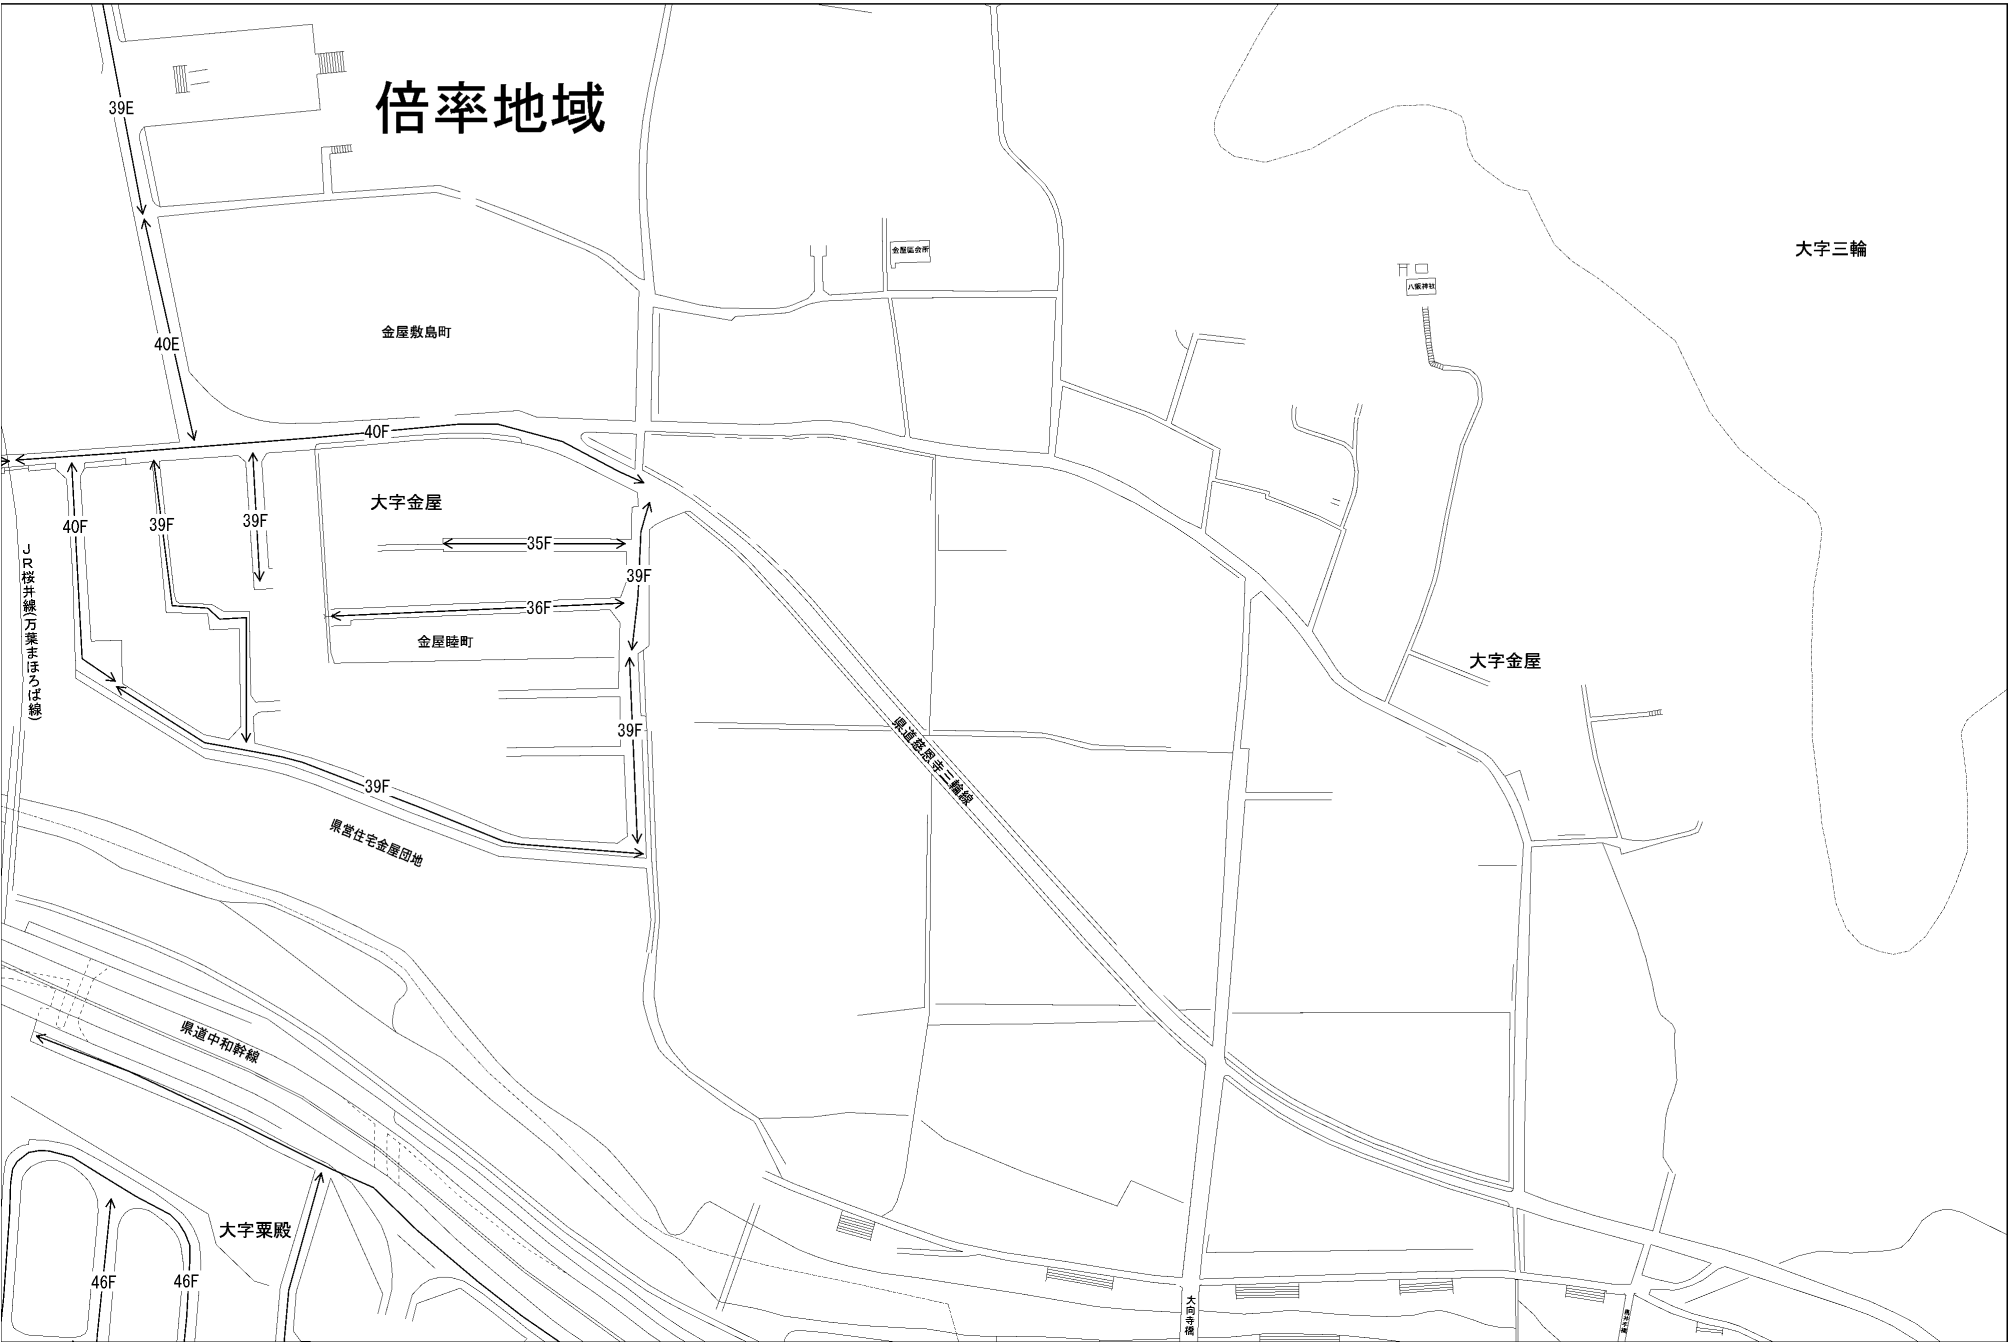 39E
倍率地域
金屋区会所
大字三輪
八阪神社
金屋敷島町
40E
40F
大字金屋
40F
39F
39F
35F
39F
36F
金屋睦町
JR桜井線(万葉まほろば線)
大字金屋
39F
県道慈恩寺三輪線
39F
県営住宅金屋団地
県道中和幹線
大字粟殿
46F
46F
大向寺橋